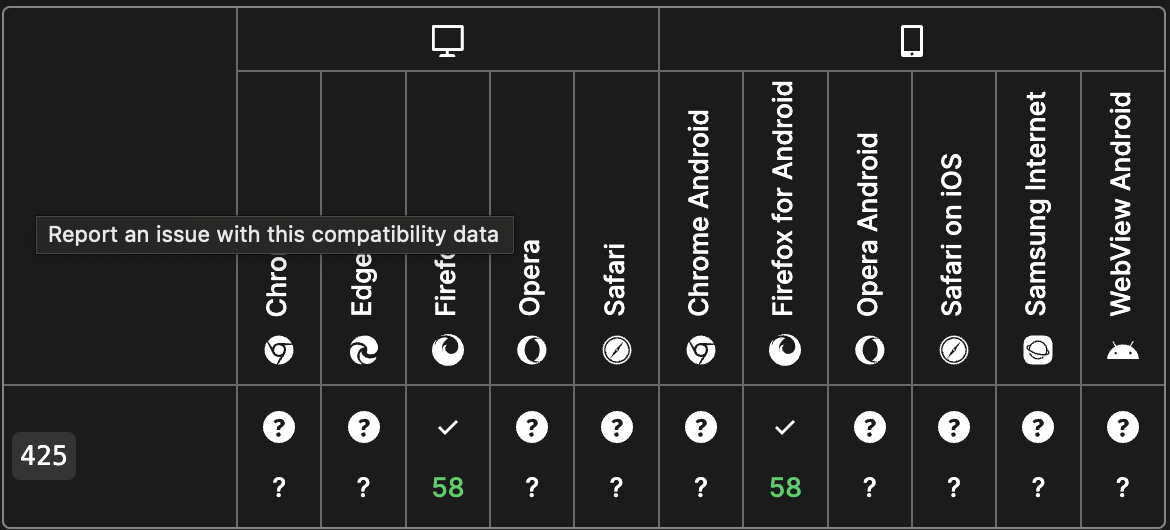 Report an issue with this compatibility data
Chro
Edge
Firefo
Opera
Safari
Chrome Android
Firefox for Android
Opera Android
Safari on iOS
Samsung Internet
WebView Android
425
? ? ? ? ? ? ? ? ?
? ? 58 ? ? ? 58 ? ? ? ?